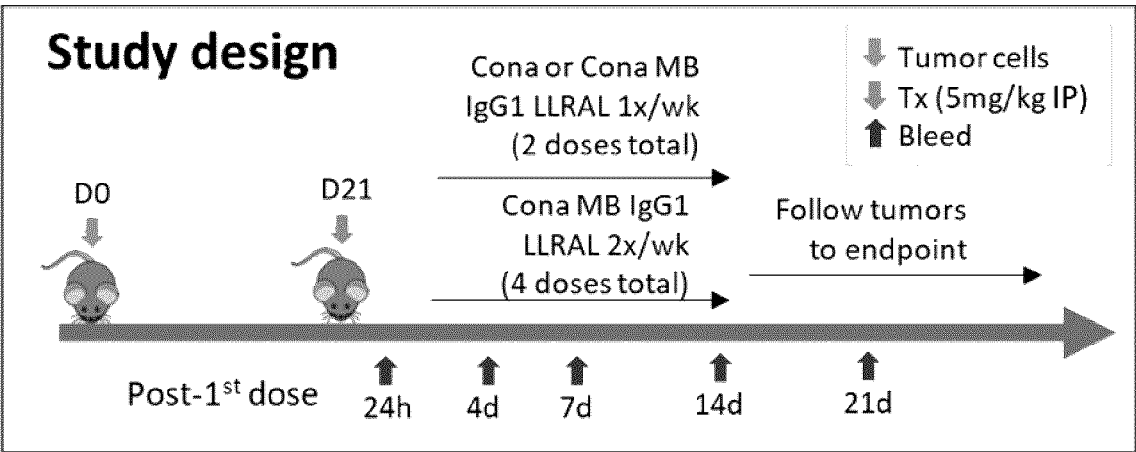 Study design
Cona or Cona MB
IgG1 LLRAL 1x/wk
(2 doses total)
Tumor cells
Tx (5mg/kg IP)
Bleed
D0
D21
Cona MB IgG1
LLRAL 2x/wk
(4 doses total)
Follow tumors
to endpoint
Post-1st dose
24h
4d
7d
14d
21d